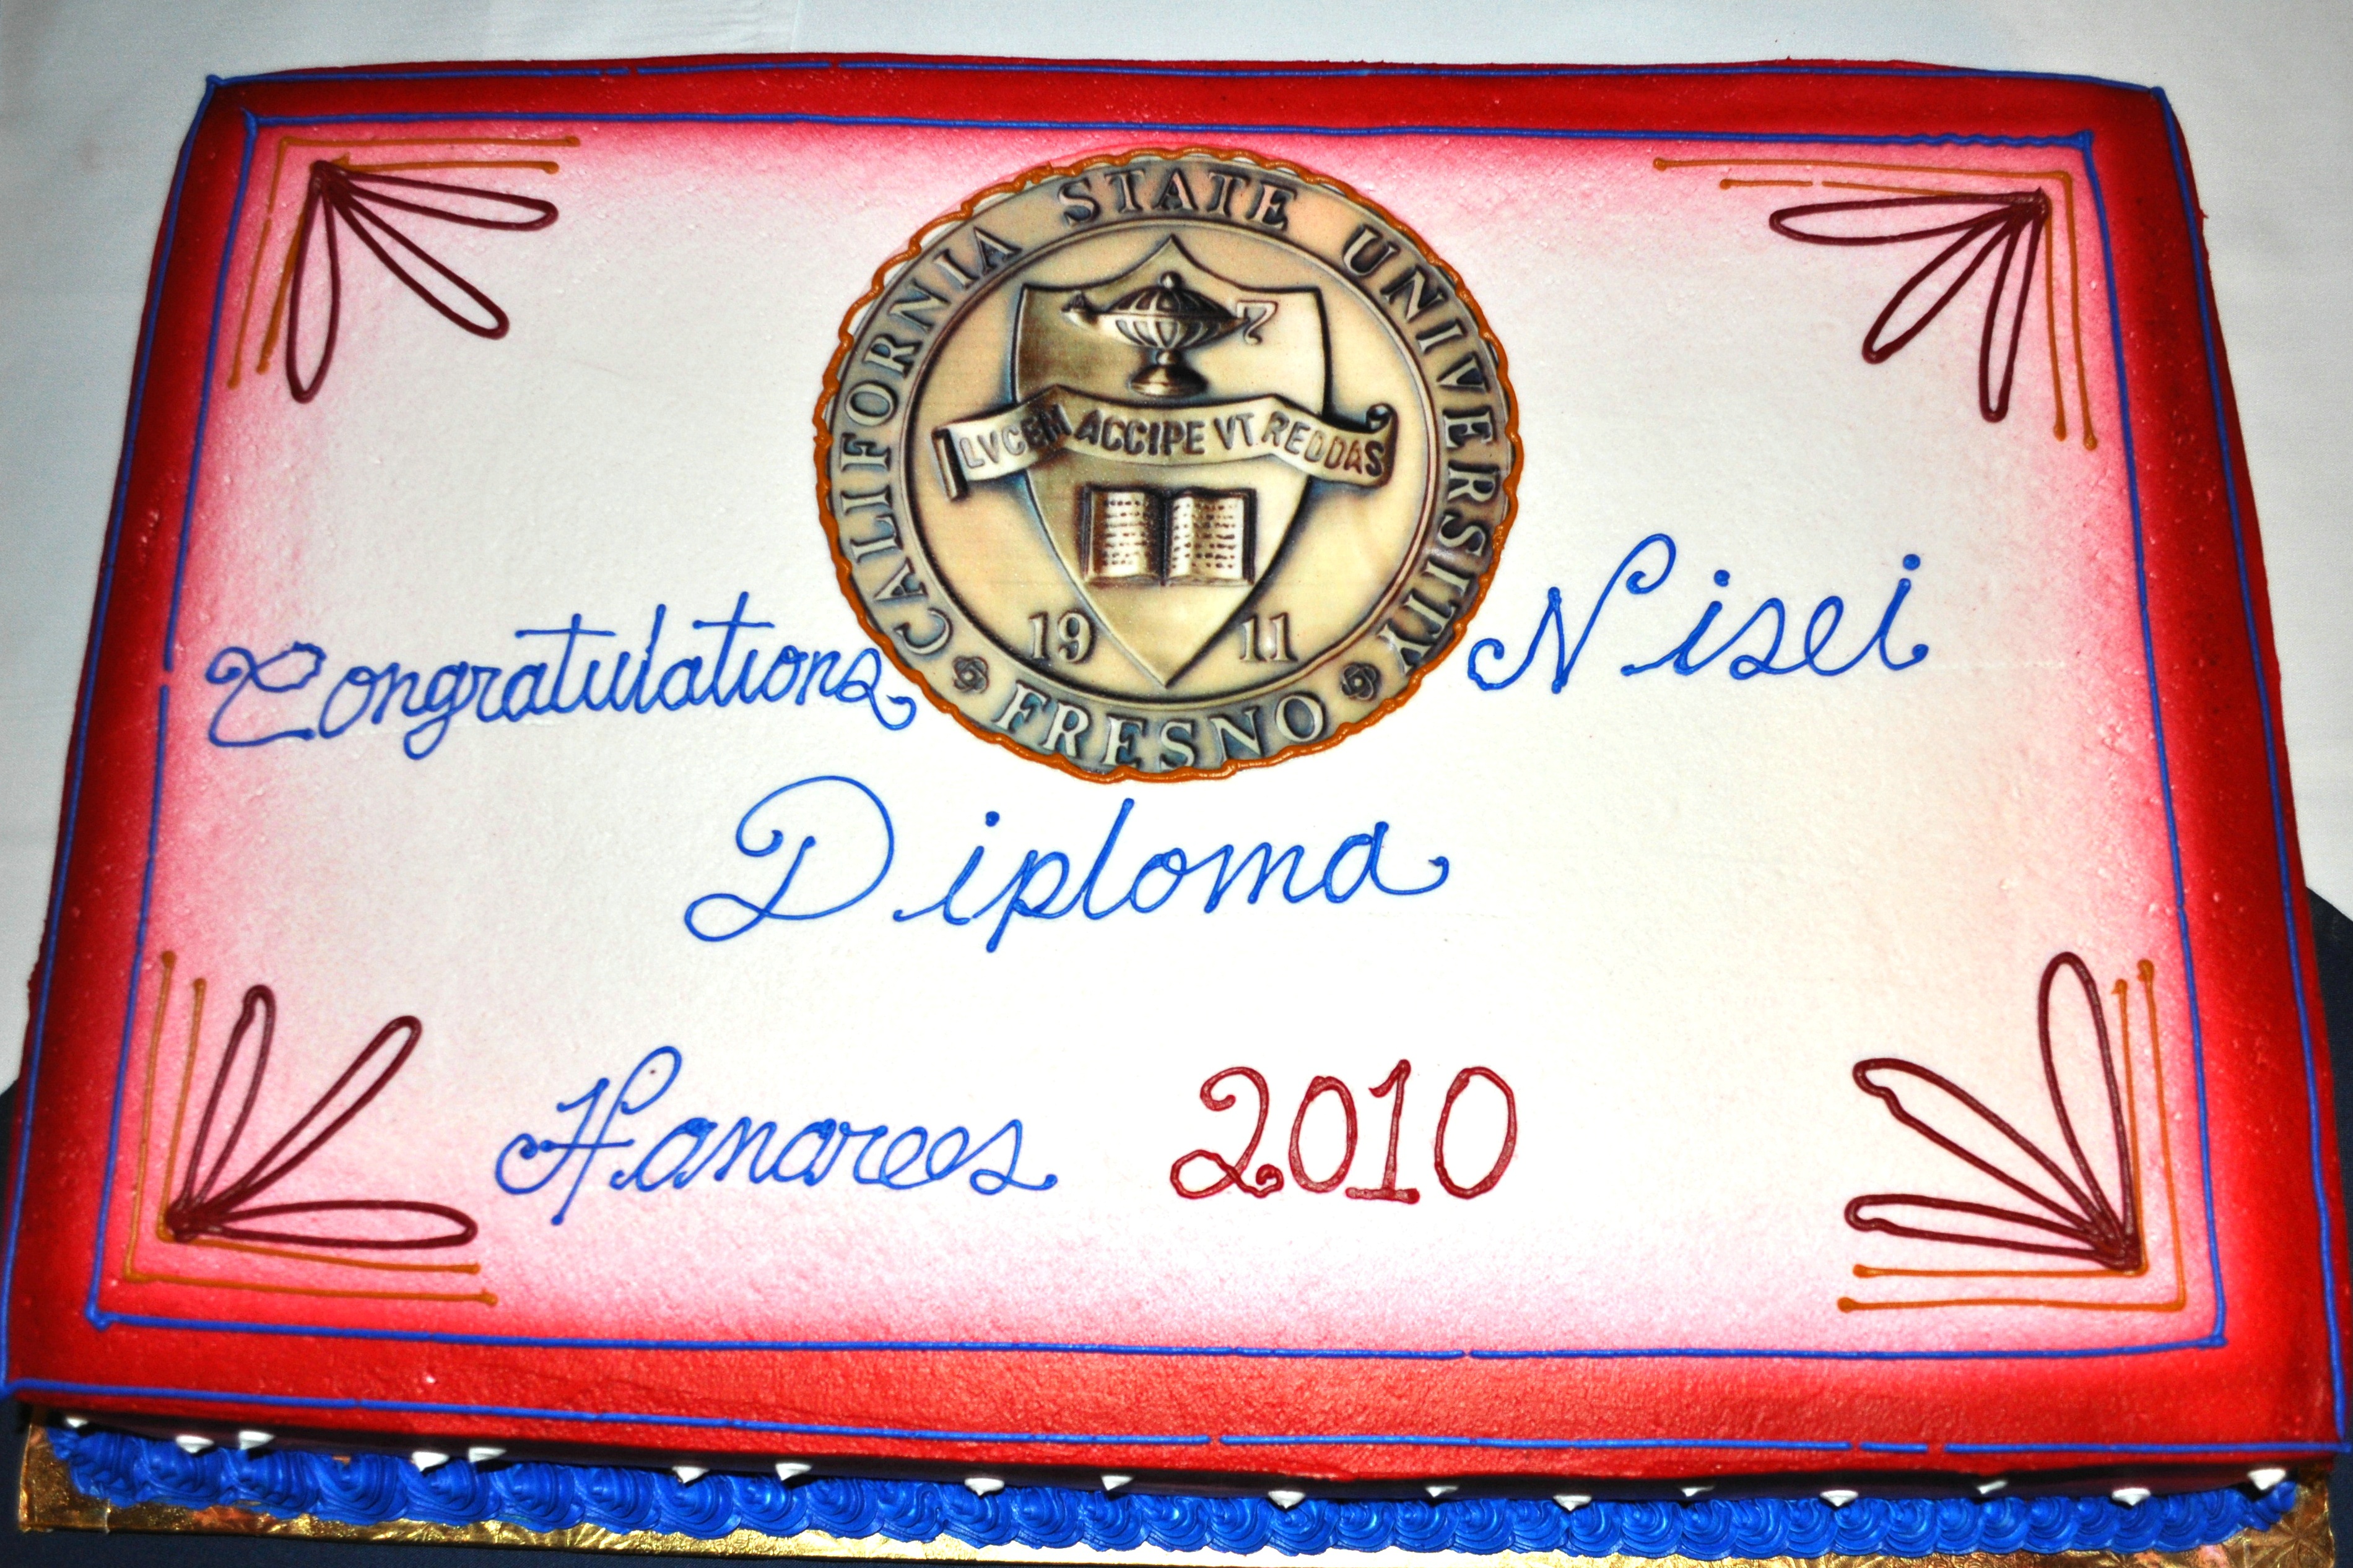 CALIFORNIA STATE UNIVERSITY
LVCEM ACCIPE VT REDDAS
19 11
FRESNO
Congratulations Nisei
Diploma
Honorees 2010